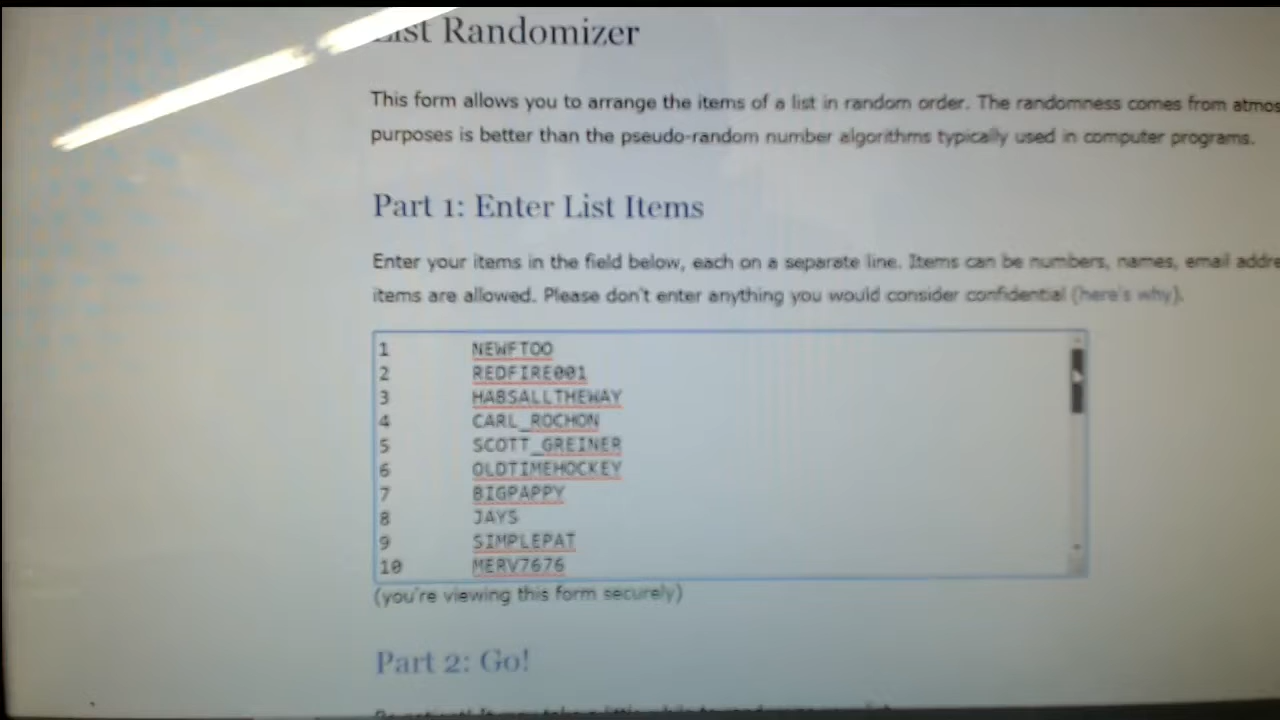 List Randomizer
This form allows you to arrange the items of a list in random order. The randomness comes from atmos
purposes is better than the pseudo-random number algorithms typically used in computer programs.
Part 1: Enter List Items
Enter your items in the field below, each on a separate line. Items can be numbers, names, email addre
items are allowed. Please don't enter anything you would consider confidential (here's why).
1 NEWFTOO
2 REDFIRE001
3 HABSALLTHEWAY
4 CARL_ROCHON
5 SCOTT_GREINER
6 OLDTIMEHOCKEY
7 BIGPAPPY
8 JAYS
9 SIMPLEPAT
10 MERV7676
(you're viewing this form securely)
Part 2: Go!